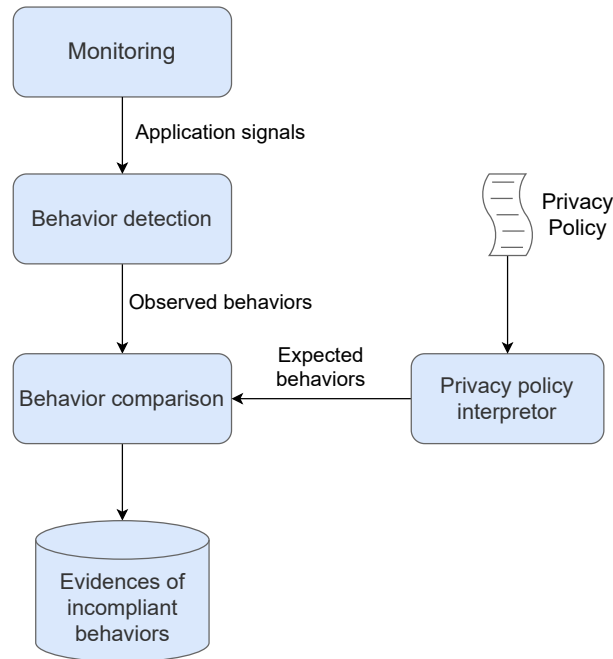 Monitoring
Application signals
Behavior detection
Privacy
Policy
Observed behaviors
Expected
behaviors
Behavior comparison
Privacy policy
interpretor
Evidences of
incompliant
behaviors